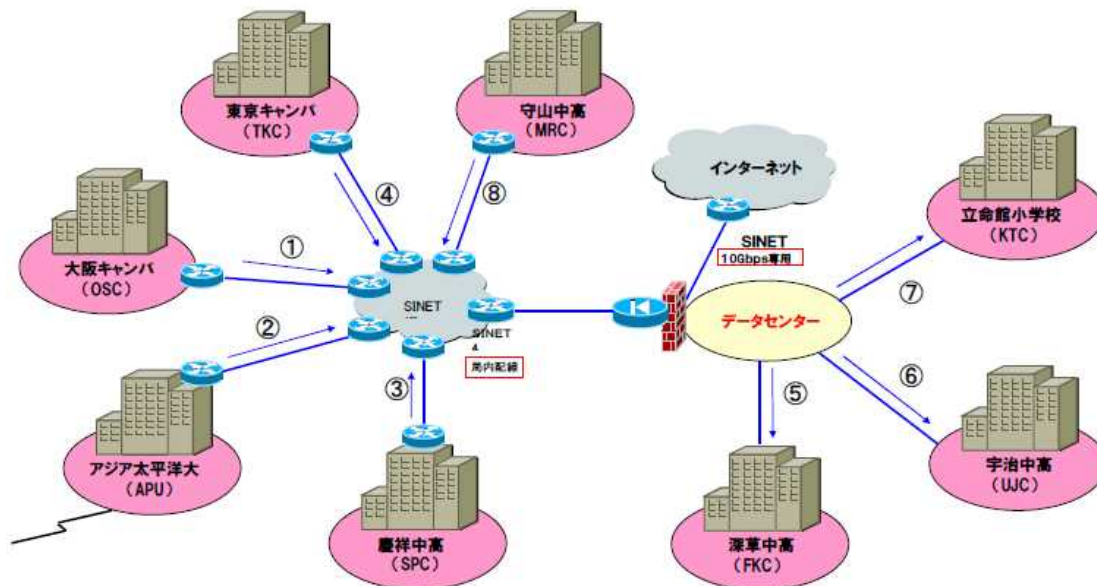 東京キャンパ
(TKC)
守山中高
(MRC)
インターネット
立命館小学校
(KTC)
④
⑧
SINET
10Gbps専用
大阪キャンパ
(OSC)
①
SINET
データセンター
⑦
②
SINET
4
局内配線
③
⑤
⑥
アジア太平洋大
(APU)
慶祥中高
(SPC)
深草中高
(FKC)
宇治中高
(UJC)